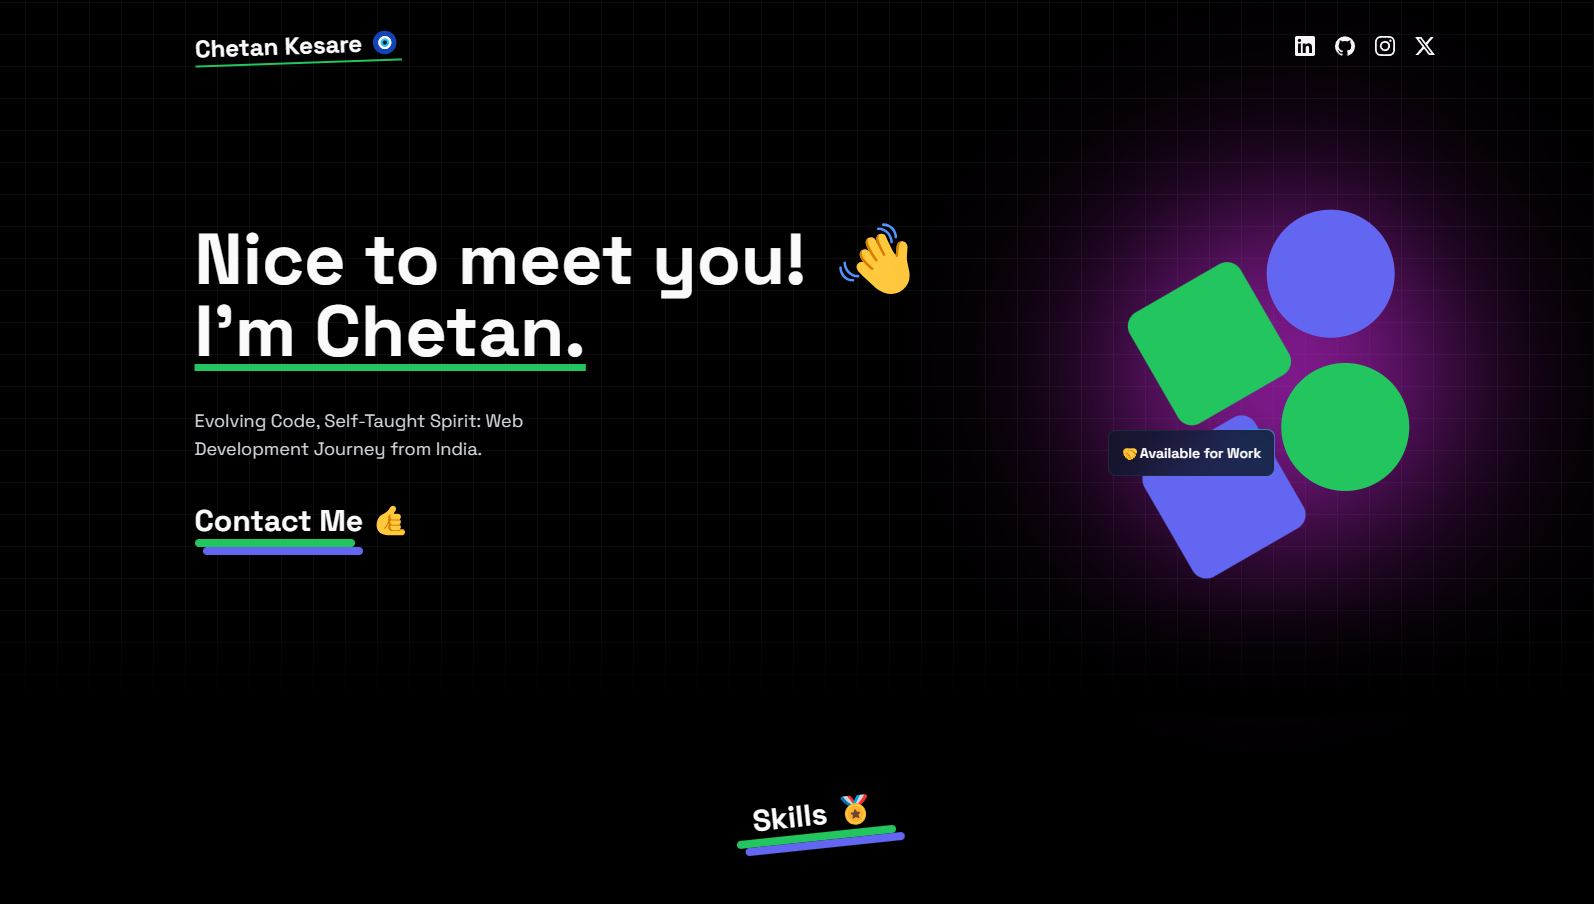 Chetan Kesare 🧿
Nice to meet you! 👋
I’m Chetan.
Evolving Code, Self-Taught Spirit: Web
Development Journey from India.
Contact Me 🤙
🤝Available for Work
Skills 🏅